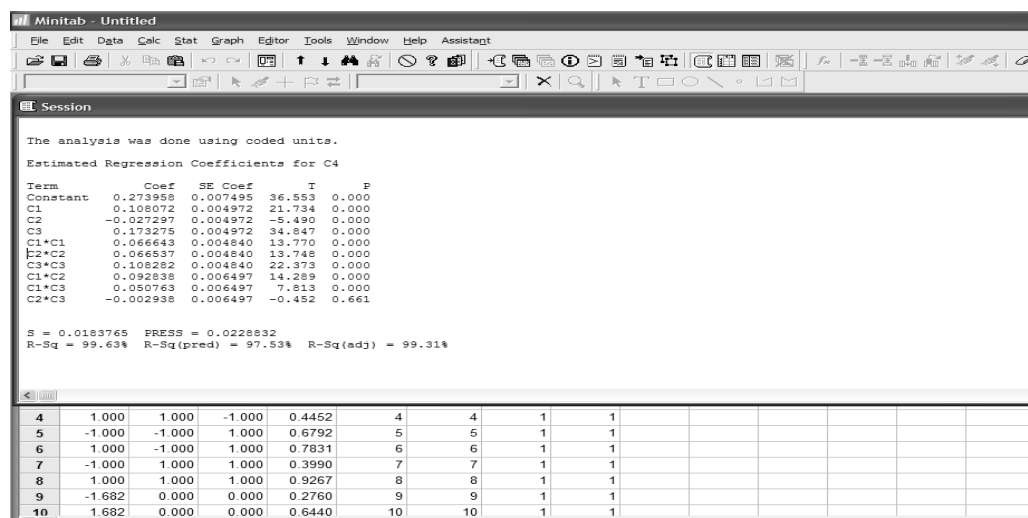 Minitab - Untitled
File Edit Data Calc Stat Graph Editor Tools Window Help Assistant
Session
The analysis was done using coded units.
Estimated Regression Coefficients for C4
Term Coef SE Coef T P
Constant 0.273958 0.007495 36.553 0.000
C1 0.108072 0.004972 21.734 0.000
C2 -0.027297 0.004972 -5.490 0.000
C3 0.173275 0.004972 34.847 0.000
C1*C1 0.066643 0.004840 13.770 0.000
C2*C2 0.066537 0.004840 13.748 0.000
C3*C3 0.108282 0.004840 22.373 0.000
C1*C2 0.092838 0.006497 14.289 0.000
C1*C3 0.050763 0.006497 7.813 0.000
C2*C3 -0.002938 0.006497 -0.452 0.661
S = 0.0183765 PRESS = 0.0228832
R-Sq = 99.63% R-Sq(pred) = 97.53% R-Sq(adj) = 99.31%
4 1.000 1.000 -1.000 0.4452 4 4 1 1
5 -1.000 -1.000 1.000 0.6792 5 5 1 1
6 1.000 -1.000 1.000 0.7831 6 6 1 1
7 -1.000 1.000 1.000 0.3990 7 7 1 1
8 1.000 1.000 1.000 0.9267 8 8 1 1
9 -1.682 0.000 0.000 0.2760 9 9 1 1
10 1.682 0.000 0.000 0.6440 10 10 1 1